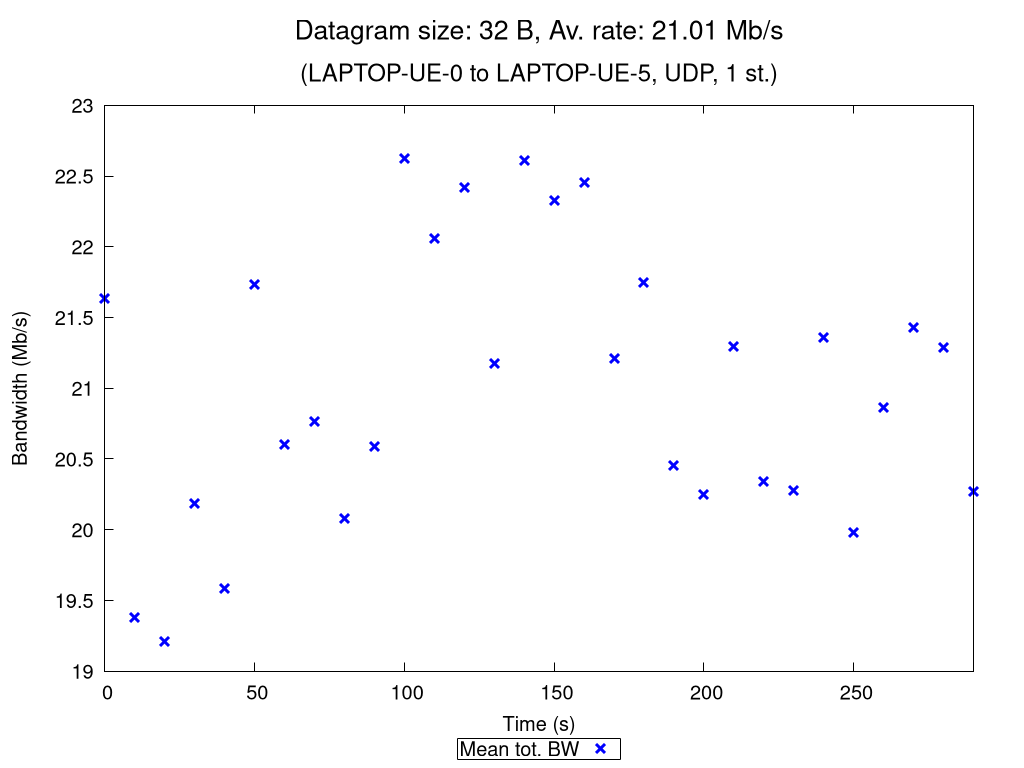 Datagram size: 32 B, Av. rate: 21.01 Mb/s
(LAPTOP-UE-0 to LAPTOP-UE-5, UDP, 1 st.)
23
22.5
22
21.5
21
20.5
20
19.5
19
Bandwidth (Mb/s)
0 50 100 150 200 250
Time (s)
Mean tot. BW